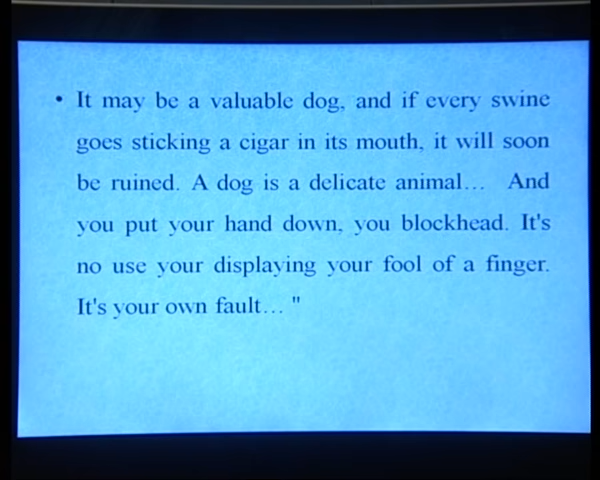 • It may be a valuable dog, and if every swine
goes sticking a cigar in its mouth, it will soon
be ruined. A dog is a delicate animal… And
you put your hand down, you blockhead. It's
no use your displaying your fool of a finger.
It's your own fault… "